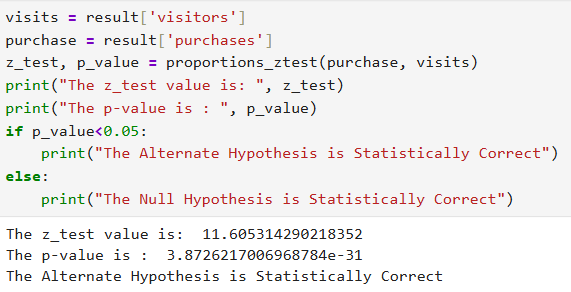 visits = result['visitors']
purchase = result['purchases']
z_test, p_value = proportions_ztest(purchase, visits)
print("The z_test value is: ", z_test)
print("The p-value is : ", p_value)
if p_value<0.05:
    print("The Alternate Hypothesis is Statistically Correct")
else:
    print("The Null Hypothesis is Statistically Correct")
The z_test value is:  11.605314290218352
The p-value is :  3.8726217006968784e-31
The Alternate Hypothesis is Statistically Correct